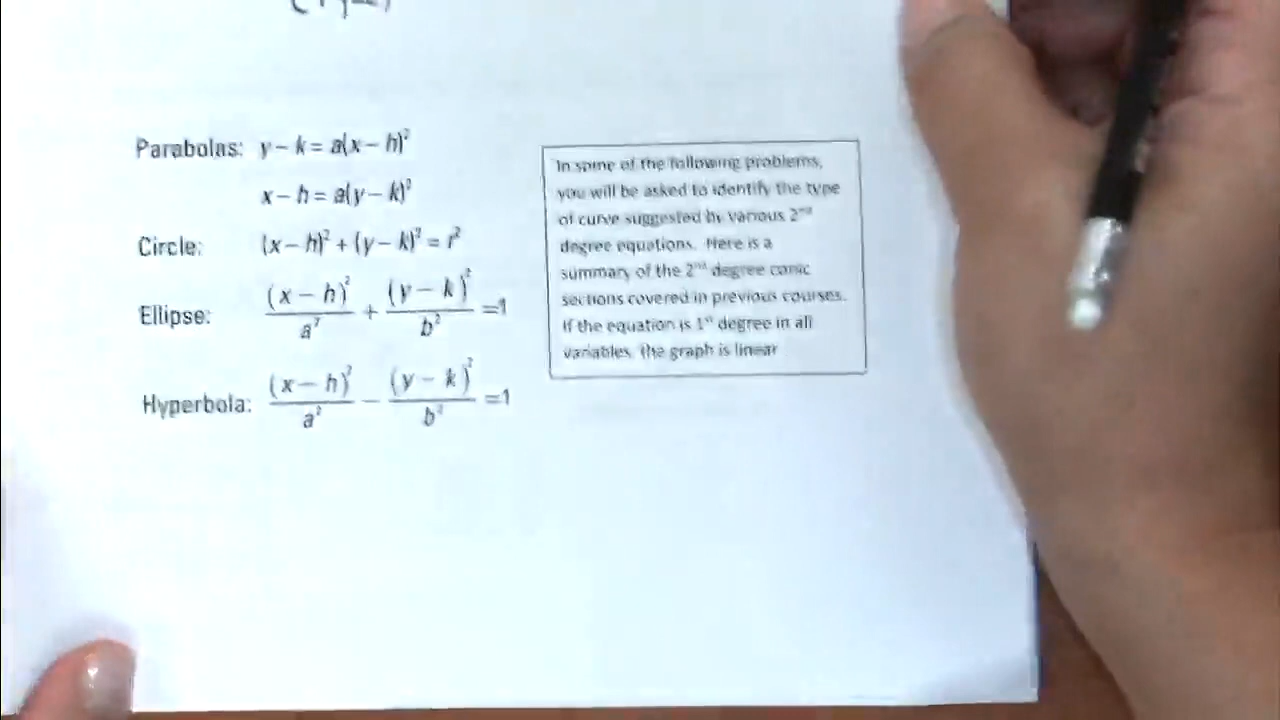 Parabolas: y − k = a(x − h)²
x − h = a(y − k)²
Circle: (x − h)² + (y − k)² = r²
Ellipse: (x − h)²/a² + (y − k)²/b² =1
Hyperbola: (x − h)²/a² − (y − k)²/b² =1
In some of the following problems,
you will be asked to identify the type
of curve suggested by various 2ⁿᵈ
degree equations. Here is a
summary of the 2ⁿᵈ degree conic
sections covered in previous courses.
If the equation is 1ˢᵗ degree in all
variables, the graph is linear